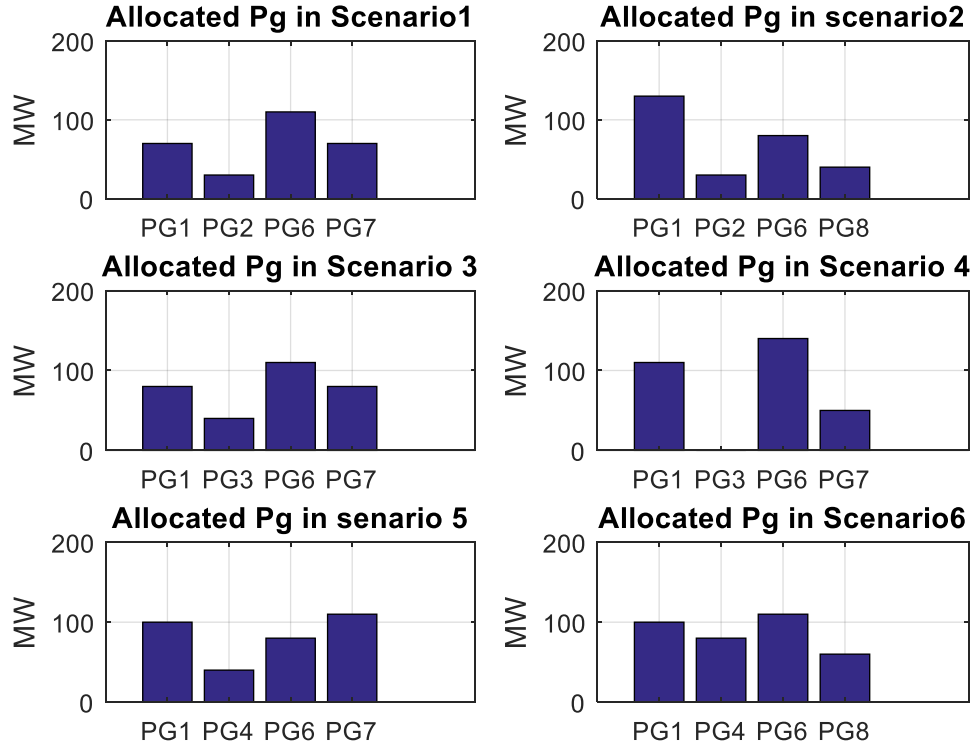 Allocated Pg in Scenario1
200
100
0
MW
PG1 PG2 PG6 PG7
Allocated Pg in scenario2
200
100
0
MW
PG1 PG2 PG6 PG8
Allocated Pg in Scenario 3
200
100
0
MW
PG1 PG3 PG6 PG7
Allocated Pg in Scenario 4
200
100
0
MW
PG1 PG3 PG6 PG7
Allocated Pg in senario 5
200
100
0
MW
PG1 PG4 PG6 PG7
Allocated Pg in Scenario6
200
100
0
MW
PG1 PG4 PG6 PG8